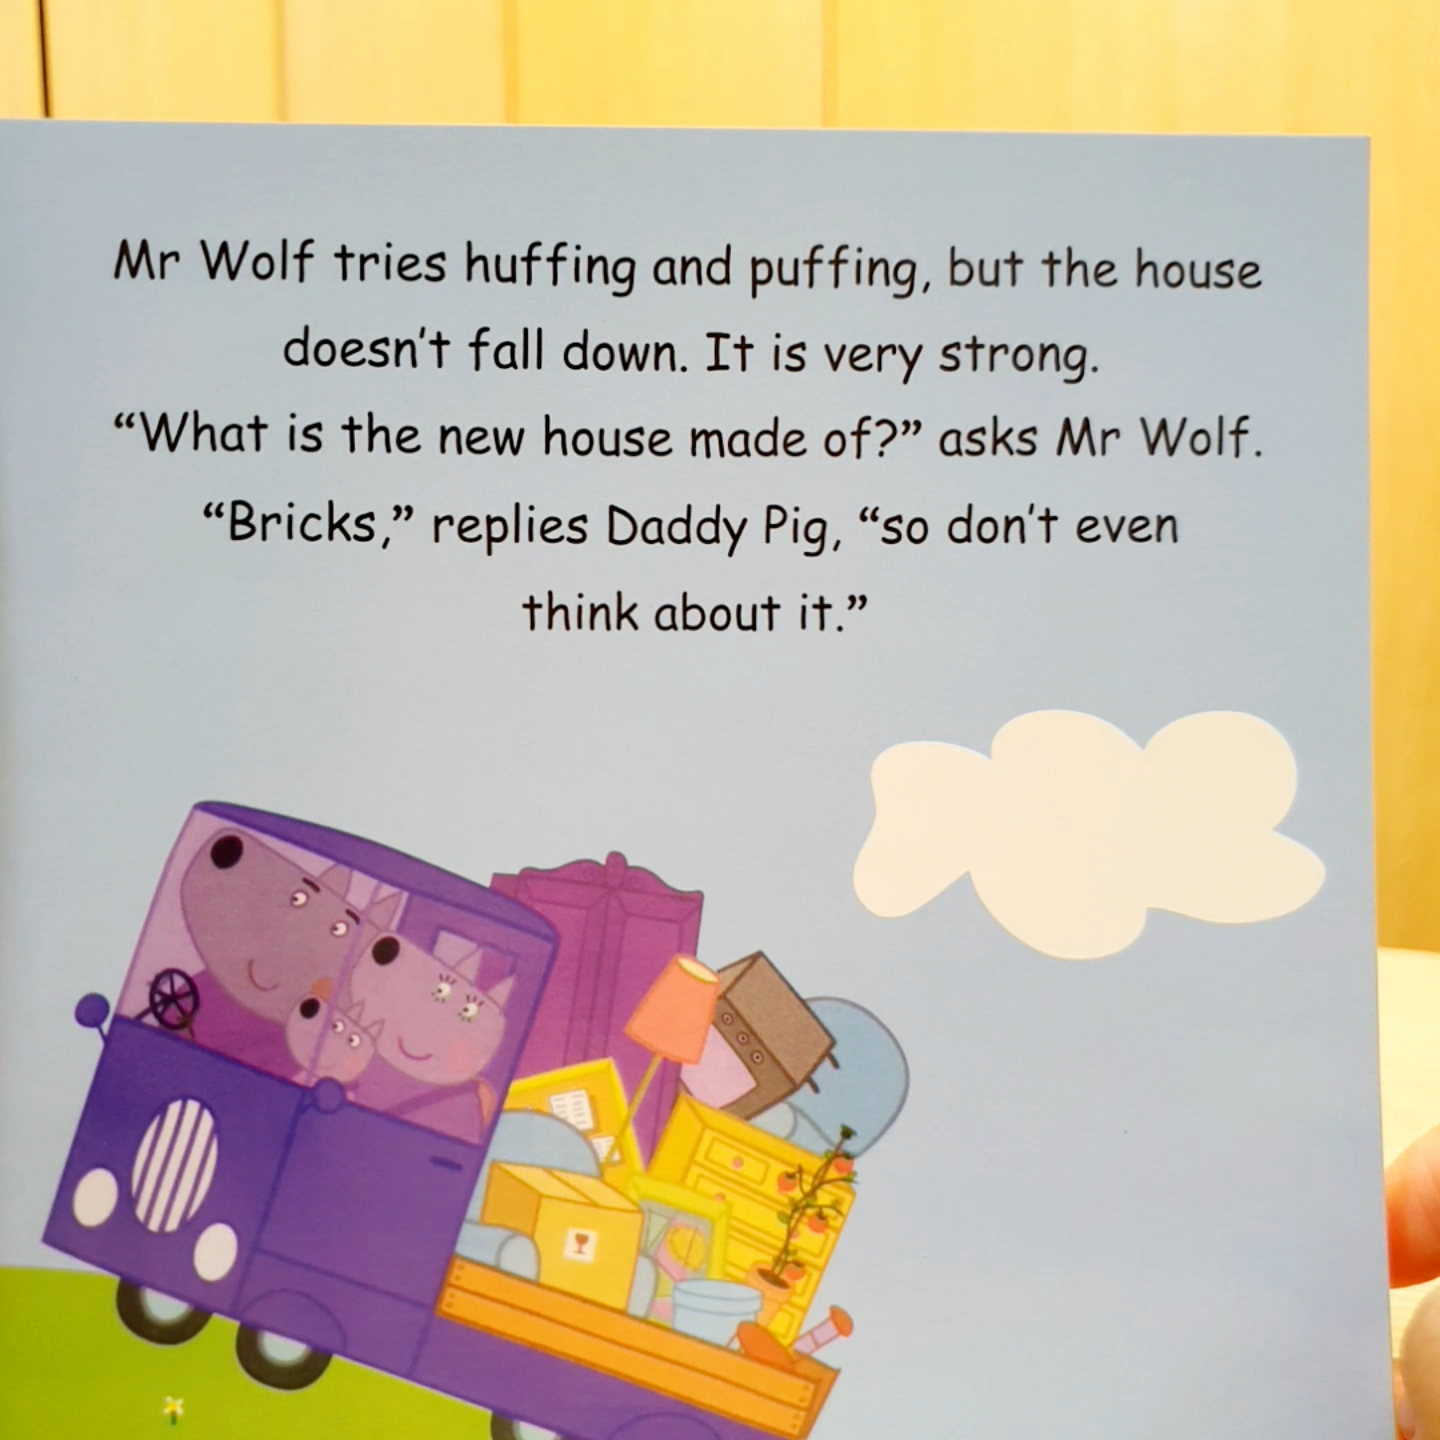 Mr Wolf tries huffing and puffing, but the house
doesn't fall down. It is very strong.
“What is the new house made of?” asks Mr Wolf.
“Bricks,” replies Daddy Pig, “so don't even
think about it.”